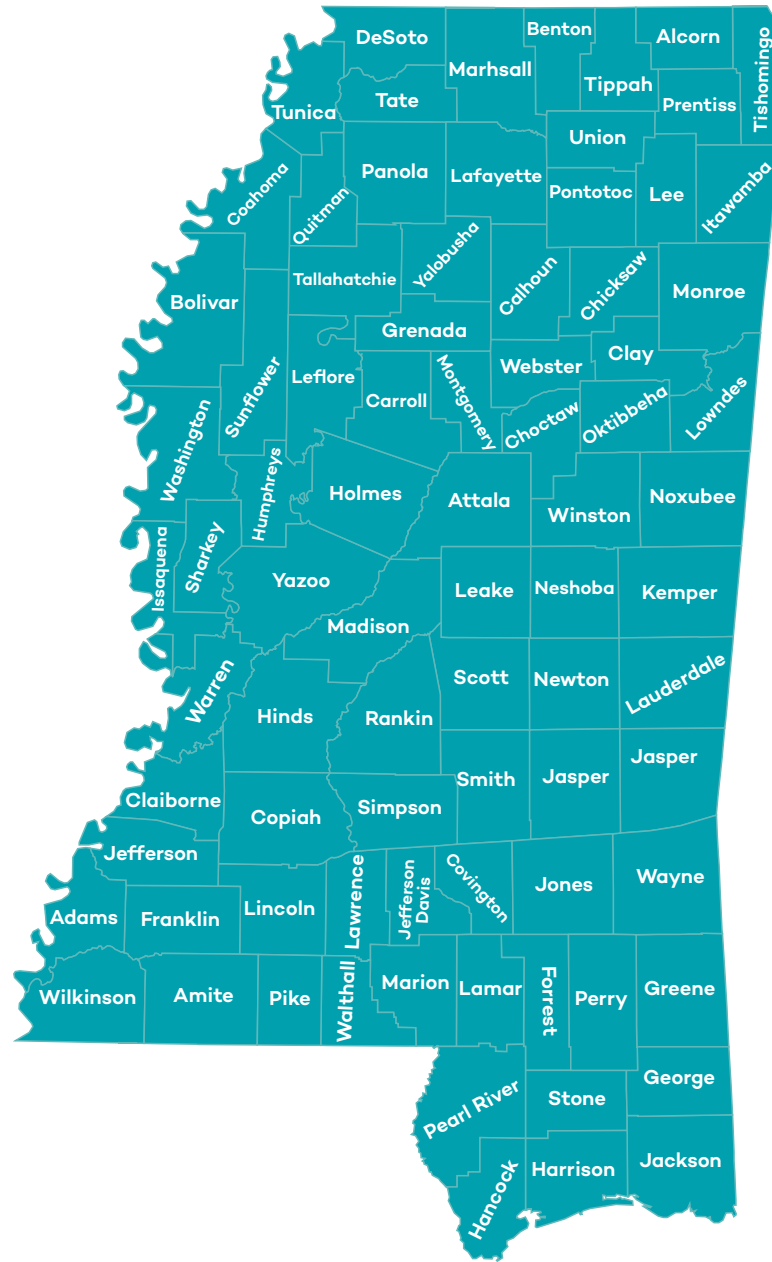 DeSoto
Benton
Alcorn
Tishomingo
Marhsall
Tippah
Tate
Prentiss
Tunica
Union
Panola
Lafayette
Pontotoc
Lee
Itawamba
Coahoma
Quitman
Tallahatchie
Yalobusha
Calhoun
Chicksaw
Monroe
Bolivar
Grenada
Clay
Webster
Leflore
Sunflower
Carroll
Montgomery
Choctaw
Oktibbeha
Lowndes
Washington
Humphreys
Holmes
Attala
Winston
Noxubee
Issaquena
Sharkey
Yazoo
Leake
Neshoba
Kemper
Madison
Warren
Scott
Newton
Lauderdale
Hinds
Rankin
Smith
Jasper
Jasper
Claiborne
Copiah
Simpson
Jefferson
Lawrence
Jefferson
Davis
Covington
Jones
Wayne
Adams
Franklin
Lincoln
Wilkinson
Amite
Pike
Walthall
Marion
Lamar
Forrest
Perry
Greene
Pearl River
Stone
George
Hancock
Harrison
Jackson